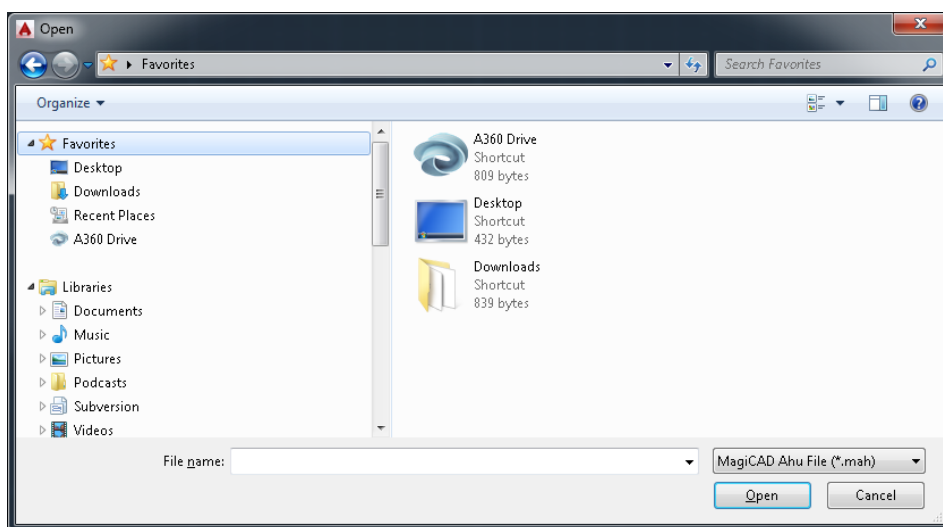 Open
Favorites
Search Favorites
Organize
Favorites
Desktop
Downloads
Recent Places
A360 Drive
Libraries
Documents
Music
Pictures
Podcasts
Subversion
Videos
A360 Drive
Shortcut
809 bytes
Desktop
Shortcut
432 bytes
Downloads
Shortcut
839 bytes
File name:
MagiCAD Ahu File (*.mah)
Open
Cancel